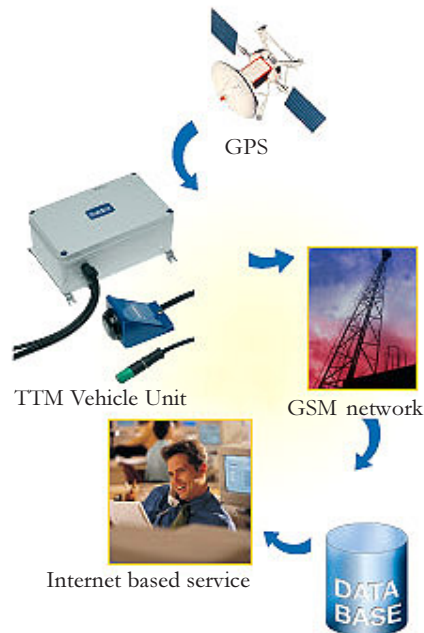 GPS
TTM Vehicle Unit
GSM network
Internet based service
DATA
BASE